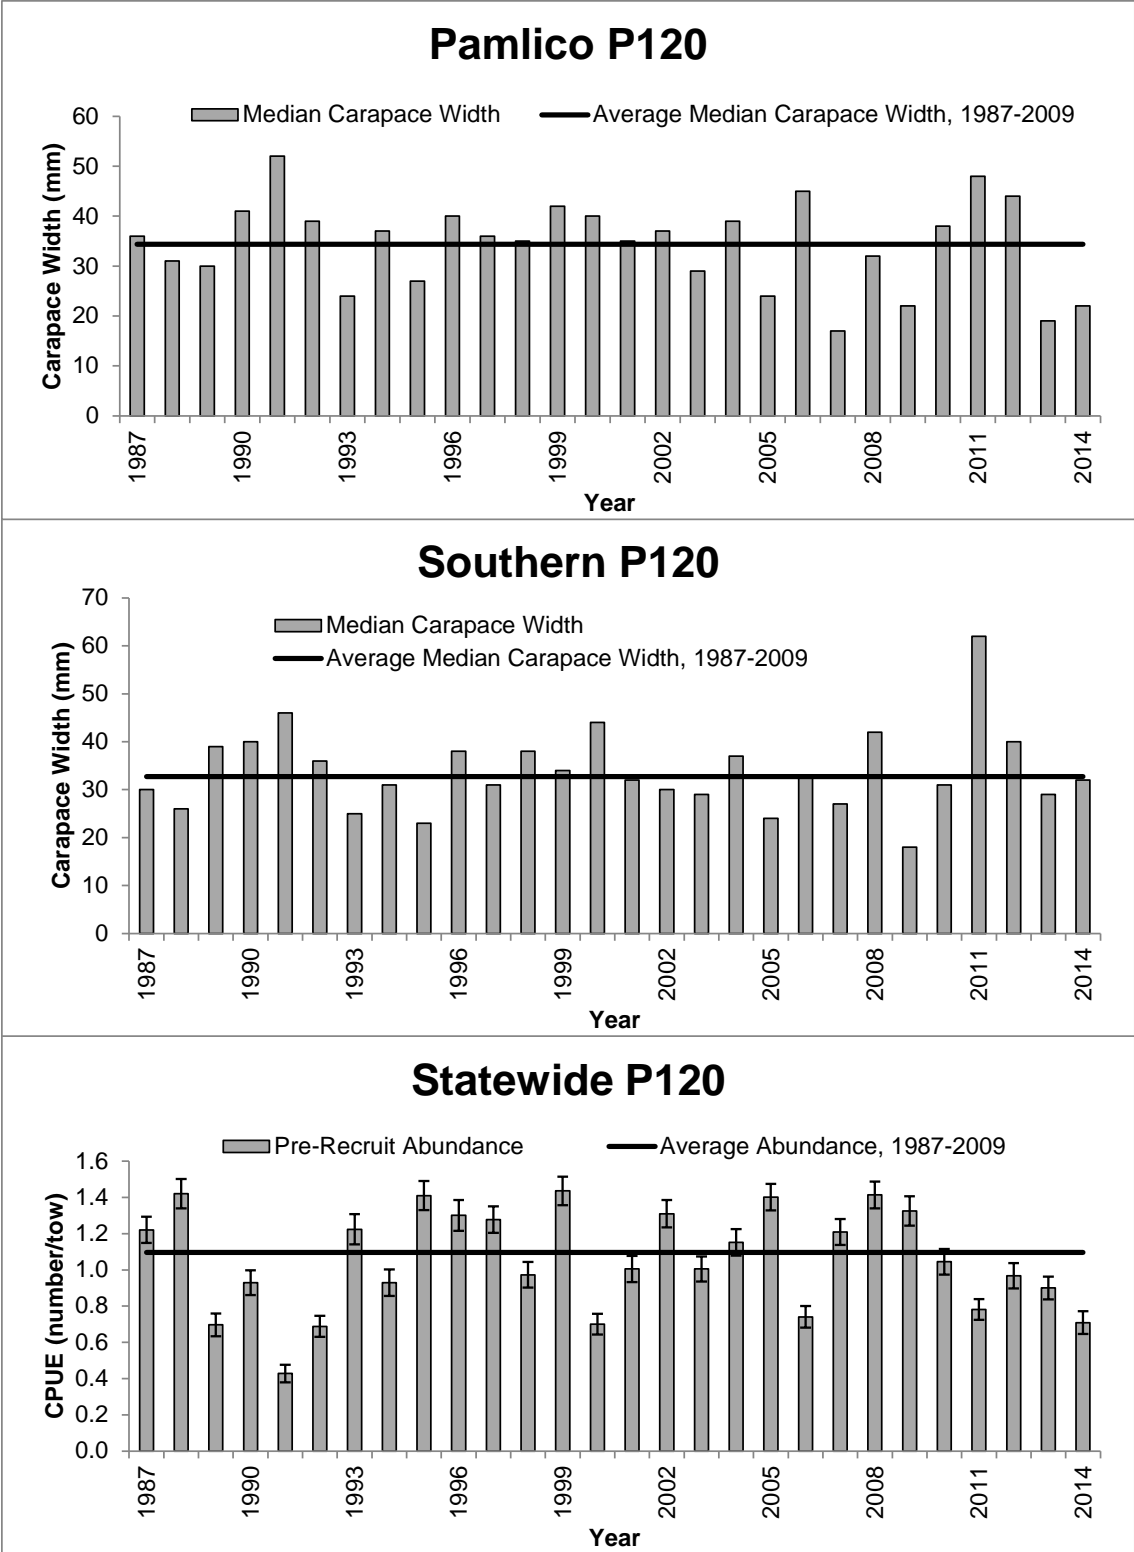 Pamlico P120
Median Carapace Width Average Median Carapace Width, 1987-2009
Carapace Width (mm)
60
50
40
30
20
10
0
1987 1990 1993 1996 1999 2002 2005 2008 2011 2014
Year
Southern P120
Median Carapace Width
Average Median Carapace Width, 1987-2009
Carapace Width (mm)
70
60
50
40
30
20
10
0
1987 1990 1993 1996 1999 2002 2005 2008 2011 2014
Year
Statewide P120
Pre-Recruit Abundance Average Abundance, 1987-2009
CPUE (number/tow)
1.6
1.4
1.2
1.0
0.8
0.6
0.4
0.2
0.0
1987 1990 1993 1996 1999 2002 2005 2008 2011 2014
Year